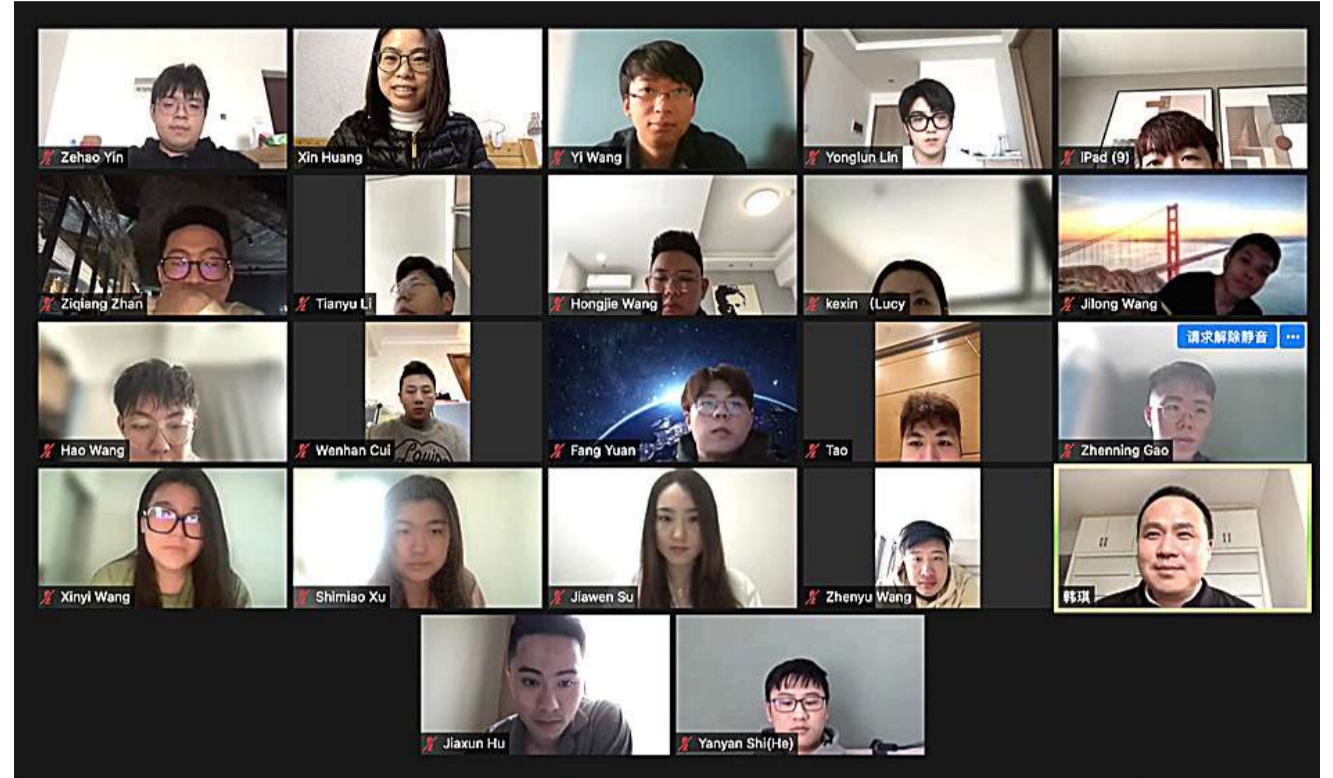 Zehao Yin
Xin Huang
Yi Wang
Yonglun Lin
iPad (9)
Ziqiang Zhan
Tianyu Li
Hongjie Wang
kexin （Lucy
Jilong Wang
请求解除静音
Hao Wang
Wenhan Cui
Fang Yuan
Tao
Zhenning Gao
Xinyi Wang
Shimiao Xu
Jiawen Su
Zhenyu Wang
韩琪
Jiaxun Hu
Yanyan Shi(He)